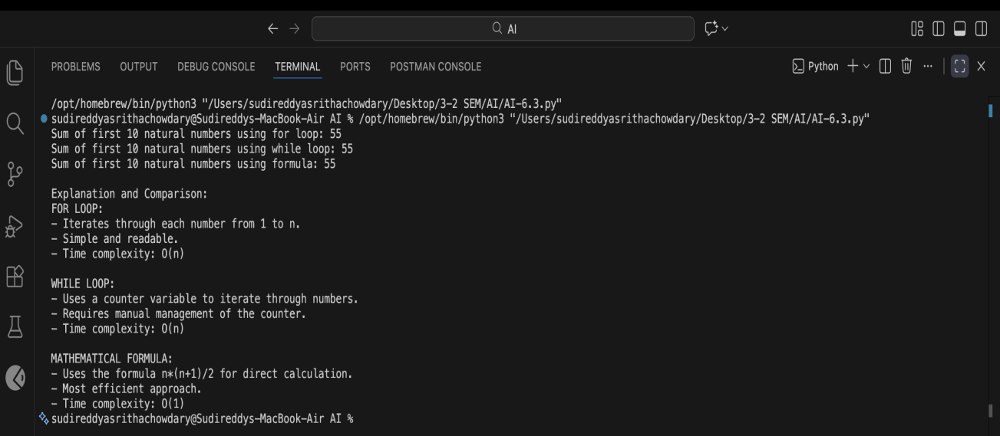 AI
PROBLEMS OUTPUT DEBUG CONSOLE TERMINAL PORTS POSTMAN CONSOLE
Python
/opt/homebrew/bin/python3 "/Users/sudireddyasrithachowdary/Desktop/3-2 SEM/AI/AI-6.3.py"
sudireddyasrithachowdary@Sudireddys-MacBook-Air AI % /opt/homebrew/bin/python3 "/Users/sudireddyasrithachowdary/Desktop/3-2 SEM/AI/AI-6.3.py"
Sum of first 10 natural numbers using for loop: 55
Sum of first 10 natural numbers using while loop: 55
Sum of first 10 natural numbers using formula: 55
Explanation and Comparison:
FOR LOOP:
- Iterates through each number from 1 to n.
- Simple and readable.
- Time complexity: O(n)
WHILE LOOP:
- Uses a counter variable to iterate through numbers.
- Requires manual management of the counter.
- Time complexity: O(n)
MATHEMATICAL FORMULA:
- Uses the formula n*(n+1)/2 for direct calculation.
- Most efficient approach.
- Time complexity: O(1)
sudireddyasrithachowdary@Sudireddys-MacBook-Air AI %